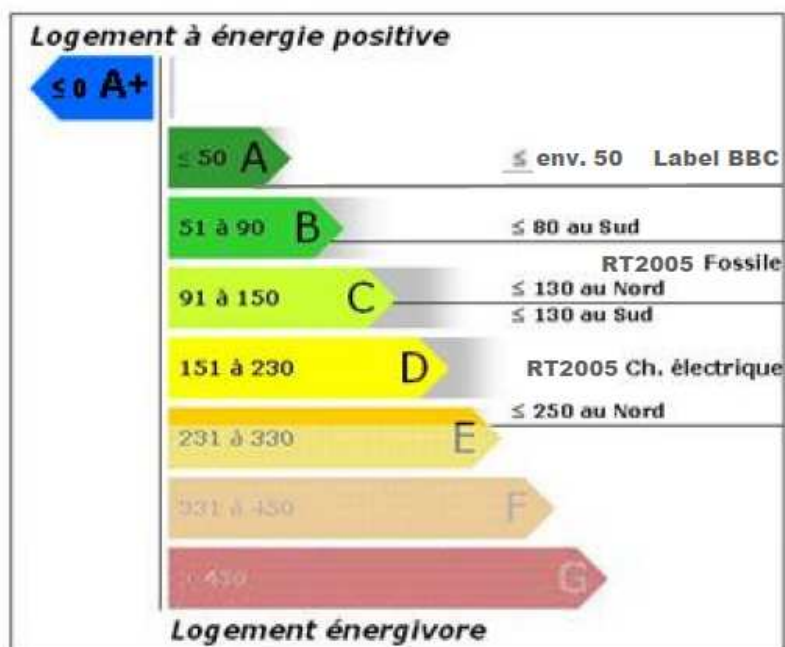 Logement à énergie positive
≤ 0 A+
≤ 50 A ≤ env. 50 Label BBC
51 à 90 B ≤ 80 au Sud
RT2005 Fossile
91 à 150 C ≤ 130 au Nord
≤ 130 au Sud
151 à 230 D RT2005 Ch. électrique
≤ 250 au Nord
231 à 330 E
331 à 450 F
450 G
Logement énergivore